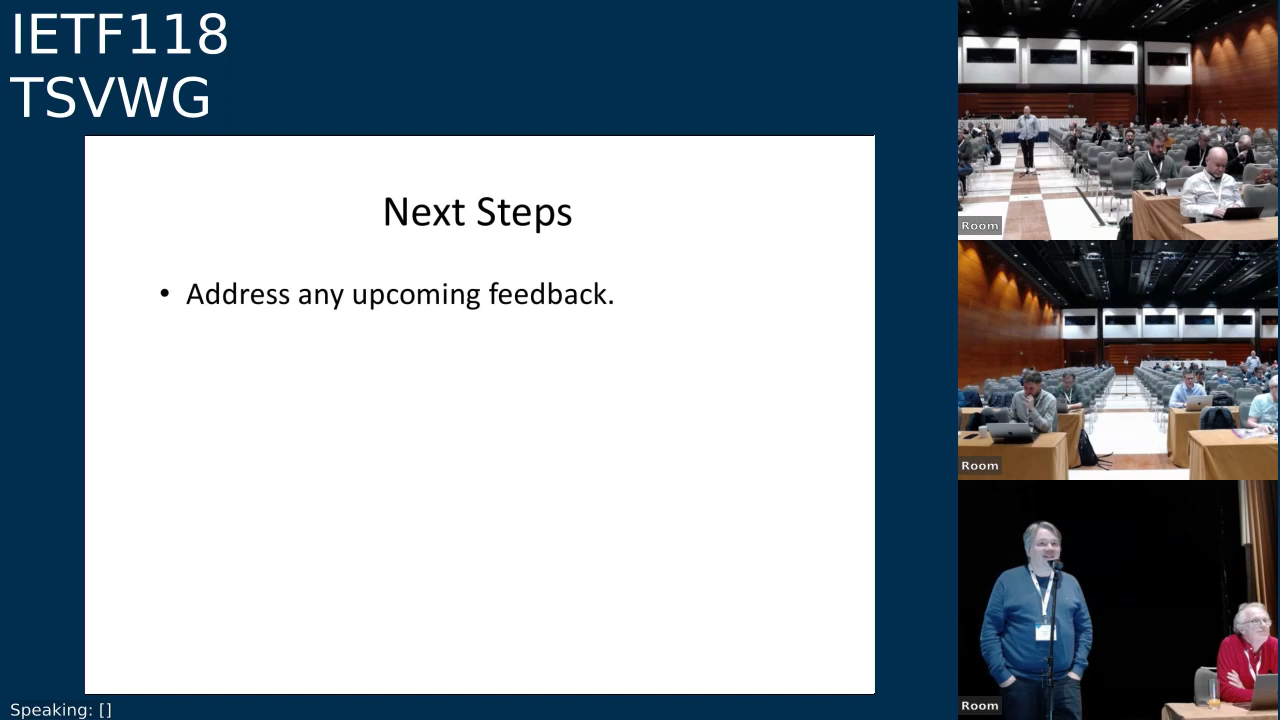 IETF118
TSVWG
Next Steps
• Address any upcoming feedback.
Room
Room
Room
Speaking: []